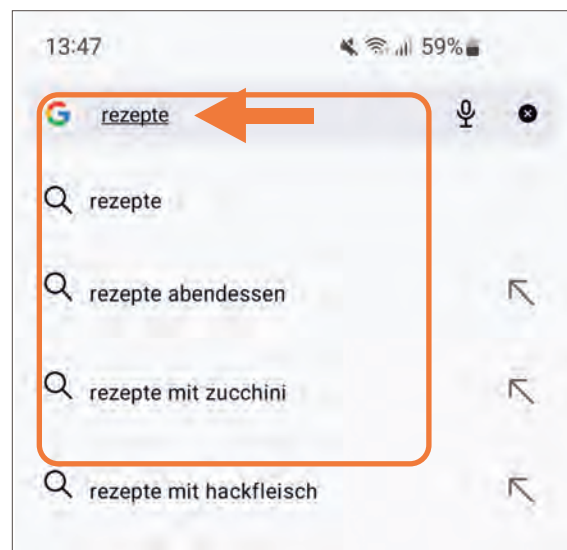 13:47 59%
rezepte
rezepte
rezepte abendessen
rezepte mit zucchini
rezepte mit hackfleisch